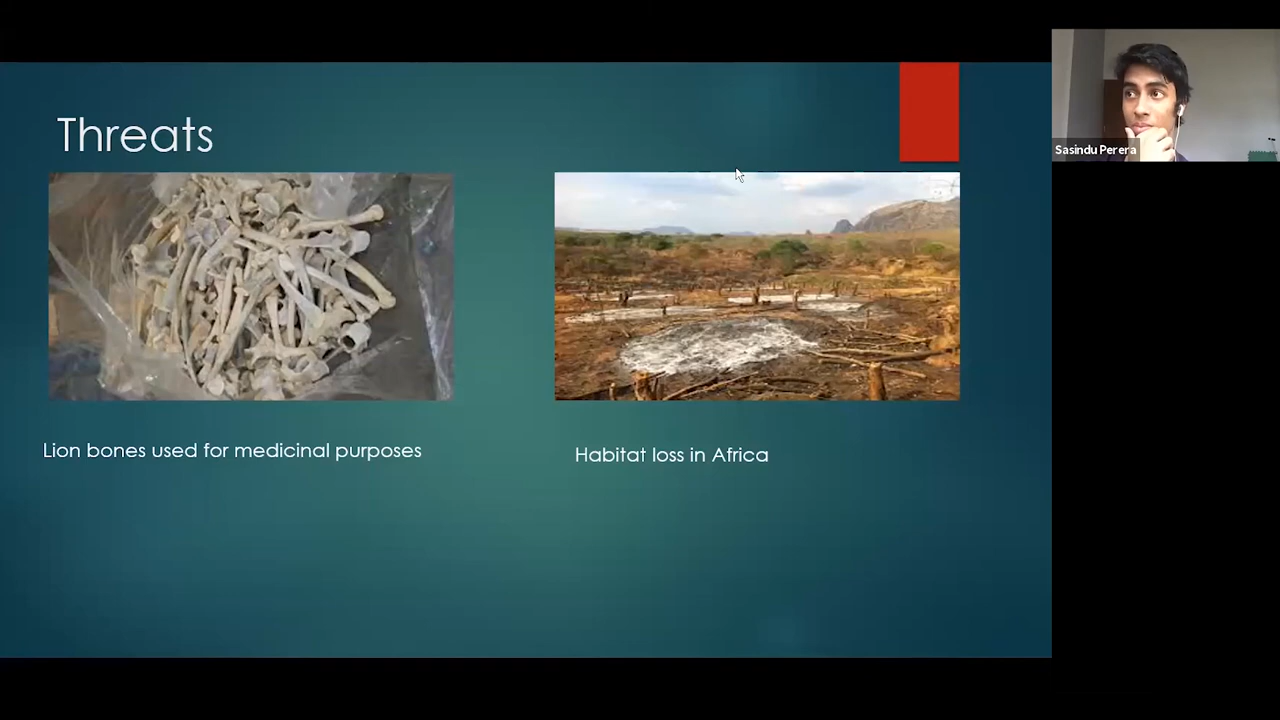 Threats
Sasindu Perera
Lion bones used for medicinal purposes
Habitat loss in Africa